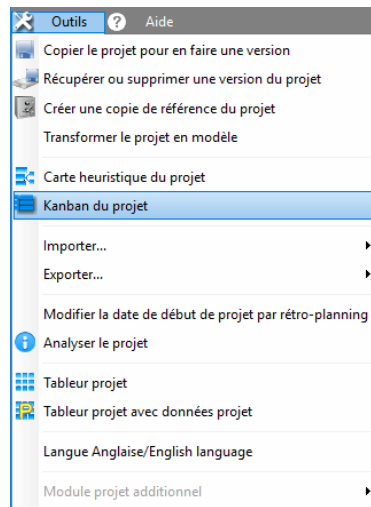 Outils ? Aide
Copier le projet pour en faire une version
Récupérer ou supprimer une version du projet
Créer une copie de référence du projet
Transformer le projet en modèle
Carte heuristique du projet
Kanban du projet
Importer...
Exporter...
Modifier la date de début de projet par rétro-planning
i Analyser le projet
Tableur projet
P Tableur projet avec données projet
Langue Anglaise/English language
Module projet additionnel